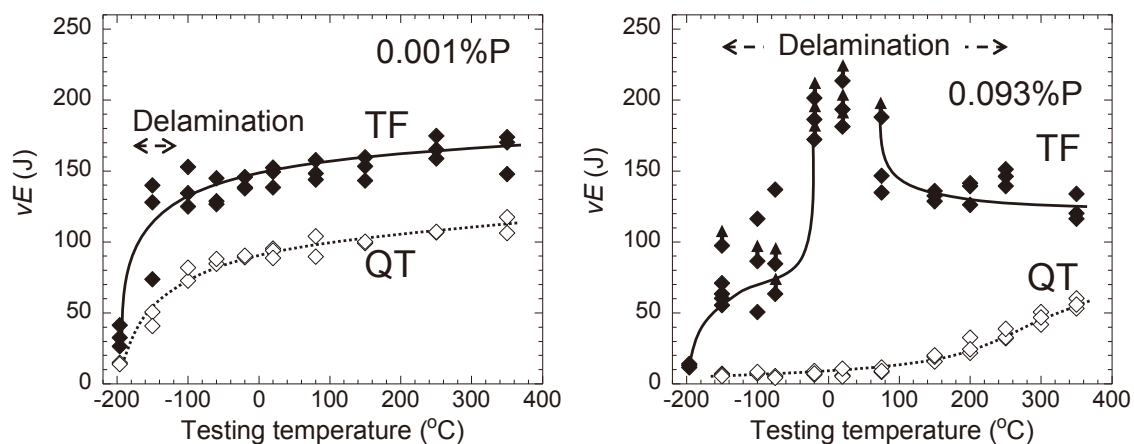 0.001%P
Delamination
TF
QT
vE (J)
250
200
150
100
50
0
-200 -100 0 100 200 300 400
Testing temperature (°C)
Delamination
0.093%P
TF
QT
vE (J)
250
200
150
100
50
0
-200 -100 0 100 200 300 400
Testing temperature (°C)